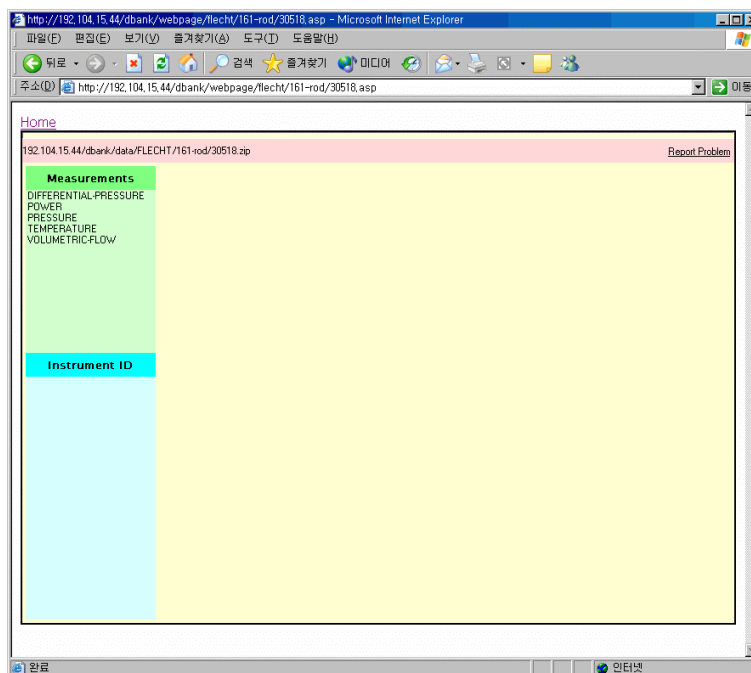 http://192,104,15,44/dbank/webpage/flecht/161-rod/30518,asp - Microsoft Internet Explorer
파일(F) 편집(E) 보기(V) 즐겨찾기(A) 도구(T) 도움말(H)
뒤로 검색 즐겨찾기 미디어
주소(D) http://192,104,15,44/dbank/webpage/flecht/161-rod/30518,asp 이동
Home
192.104.15.44/dbank/data/FLECHT/161-rod/30518.zip Report Problem
Measurements
DIFFERENTIAL-PRESSURE
POWER
PRESSURE
TEMPERATURE
VOLUMETRIC-FLOW
Instrument ID
완료 인터넷